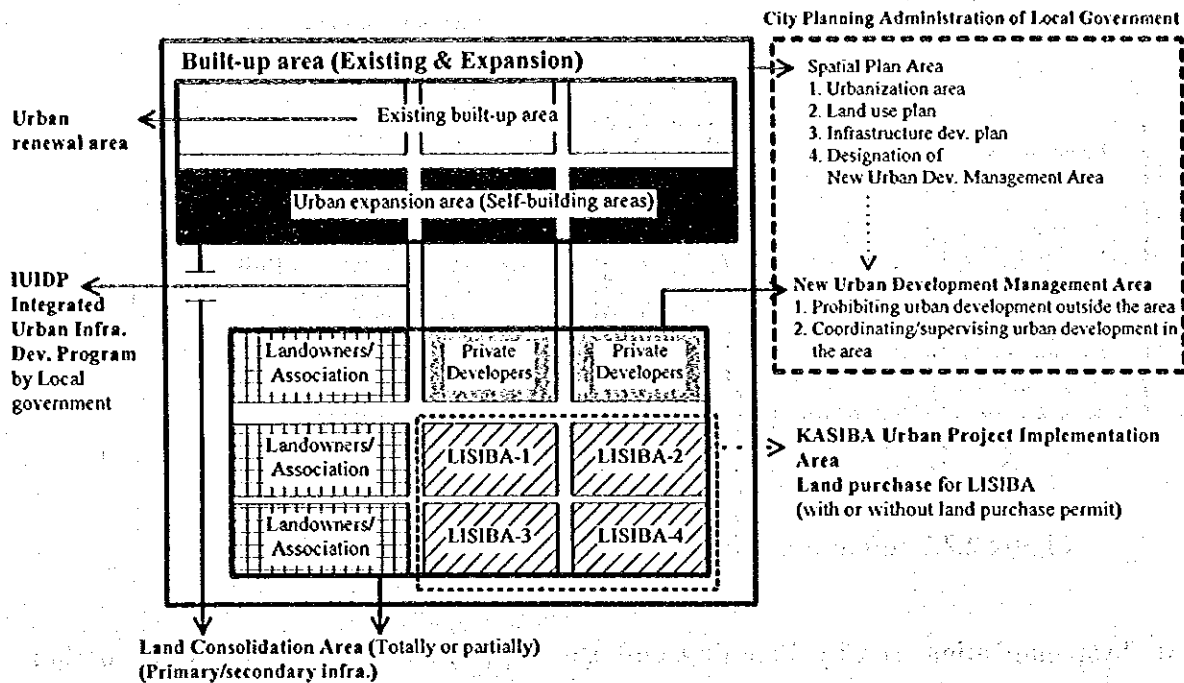 City Planning Administration of Local Government
Built-up area (Existing & Expansion)
Existing built-up area
Urban
renewal area
Urban expansion area (Self-building areas)
Spatial Plan Area
1. Urbanization area
2. Land use plan
3. Infrastructure dev. plan
4. Designation of
New Urban Dev. Management Area
IUIDP
Integrated
Urban Infra.
Dev. Program
by Local
government
New Urban Development Management Area
1. Prohibiting urban development outside the area
2. Coordinating/supervising urban development in
the area
Landowners/
Association
Private
Developers
Private
Developers
Landowners/
Association
LISIBA-1
LISIBA-2
Landowners/
Association
LISIBA-3
LISIBA-4
KASIBA Urban Project Implementation
Area
Land purchase for LISIBA
(with or without land purchase permit)
Land Consolidation Area (Totally or partially)
(Primary/secondary infra.)